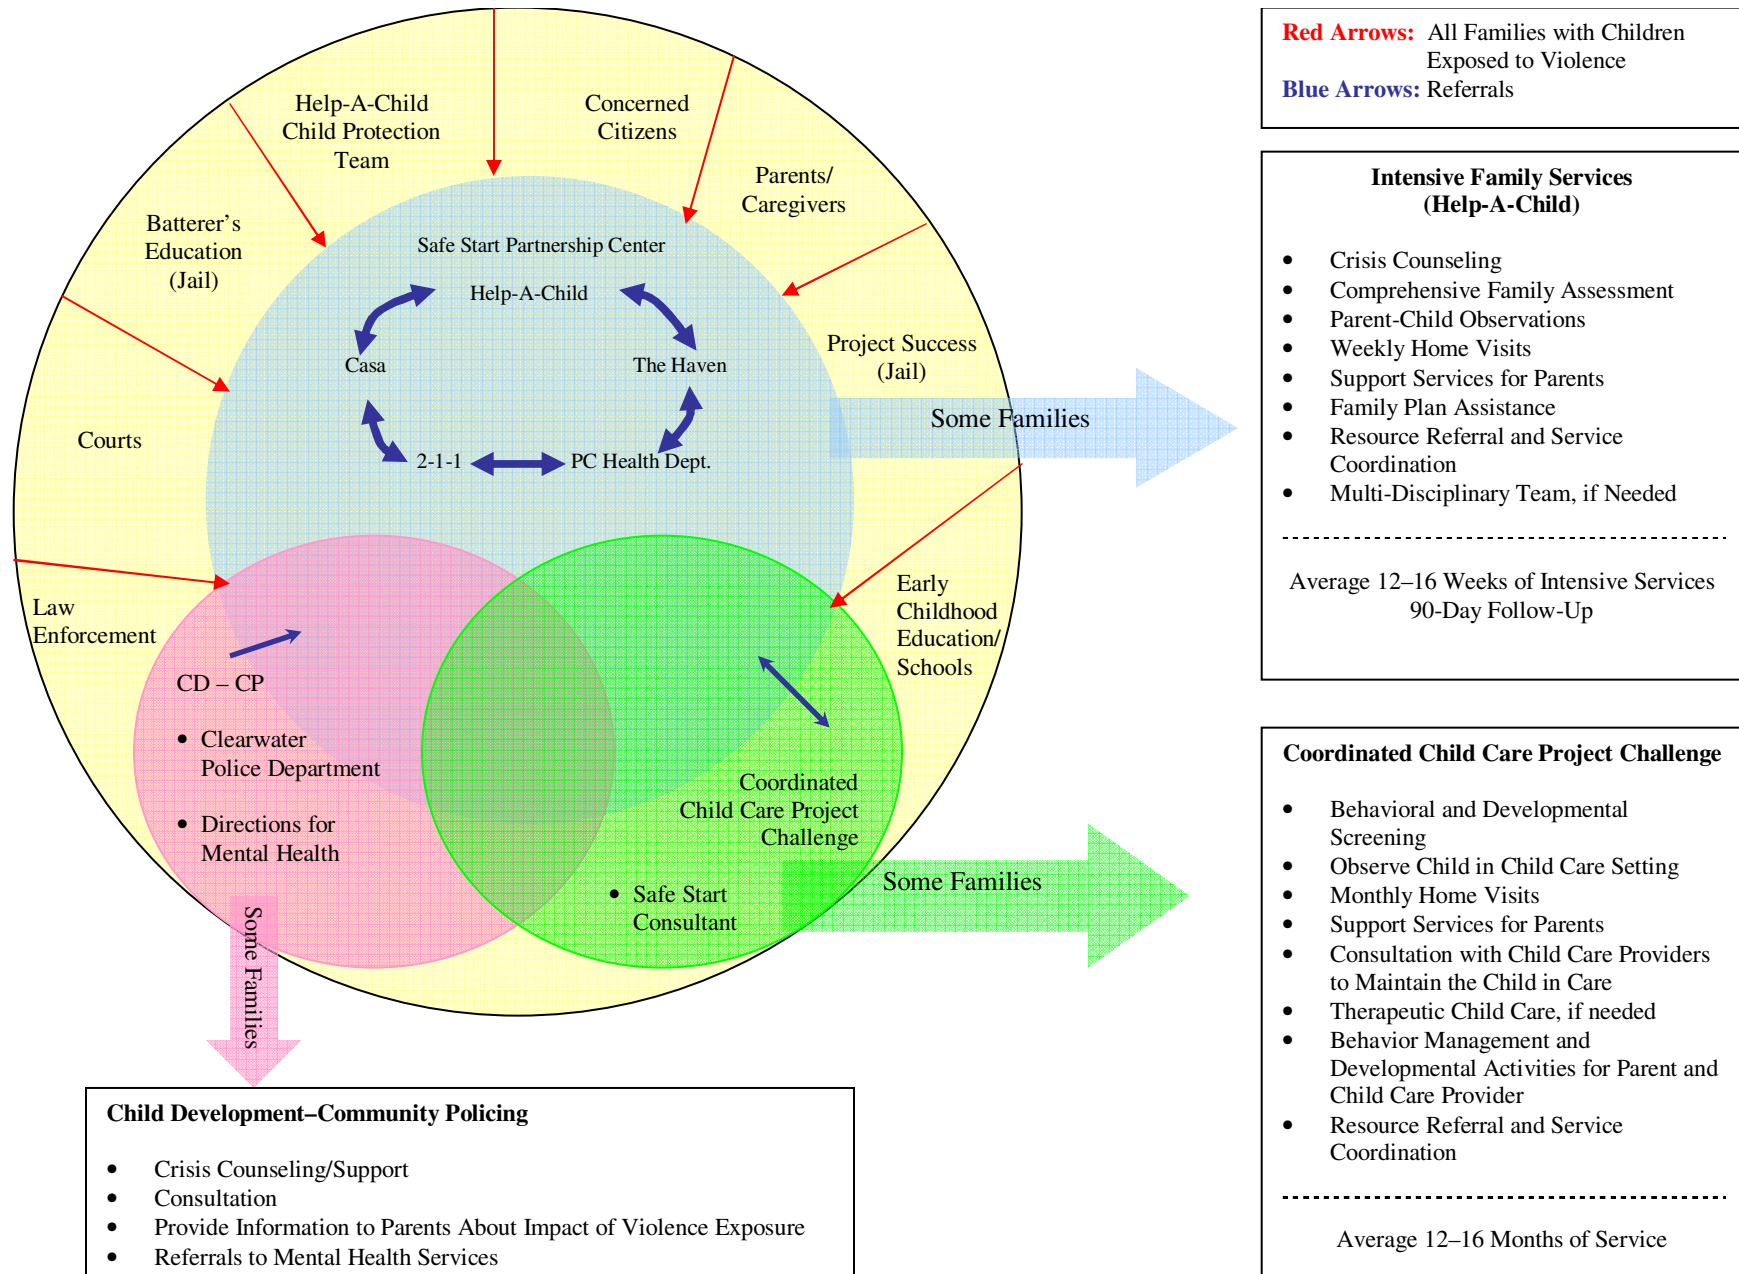 Help-A-Child
Child Protection
Team
Concerned
Citizens
Parents/
Caregivers
Batterer’s
Education
(Jail)
Project Success
(Jail)
Courts
Law
Enforcement
Early
Childhood
Education/
Schools
Safe Start Partnership Center
Help-A-Child
Casa
The Haven
2-1-1
PC Health Dept.
CD – CP
• Clearwater
Police Department
• Directions for
Mental Health
Coordinated
Child Care Project
Challenge
• Safe Start
Consultant
Some Families
Some Families
Some Families
Red Arrows: All Families with Children
Exposed to Violence
Blue Arrows: Referrals
Intensive Family Services
(Help-A-Child)
• Crisis Counseling
• Comprehensive Family Assessment
• Parent-Child Observations
• Weekly Home Visits
• Support Services for Parents
• Family Plan Assistance
• Resource Referral and Service
Coordination
• Multi-Disciplinary Team, if Needed
Average 12–16 Weeks of Intensive Services
90-Day Follow-Up
Coordinated Child Care Project Challenge
• Behavioral and Developmental
Screening
• Observe Child in Child Care Setting
• Monthly Home Visits
• Support Services for Parents
• Consultation with Child Care Providers
to Maintain the Child in Care
• Therapeutic Child Care, if needed
• Behavior Management and
Developmental Activities for Parent and
Child Care Provider
• Resource Referral and Service
Coordination
Average 12–16 Months of Service
Child Development–Community Policing
• Crisis Counseling/Support
• Consultation
• Provide Information to Parents About Impact of Violence Exposure
• Referrals to Mental Health Services